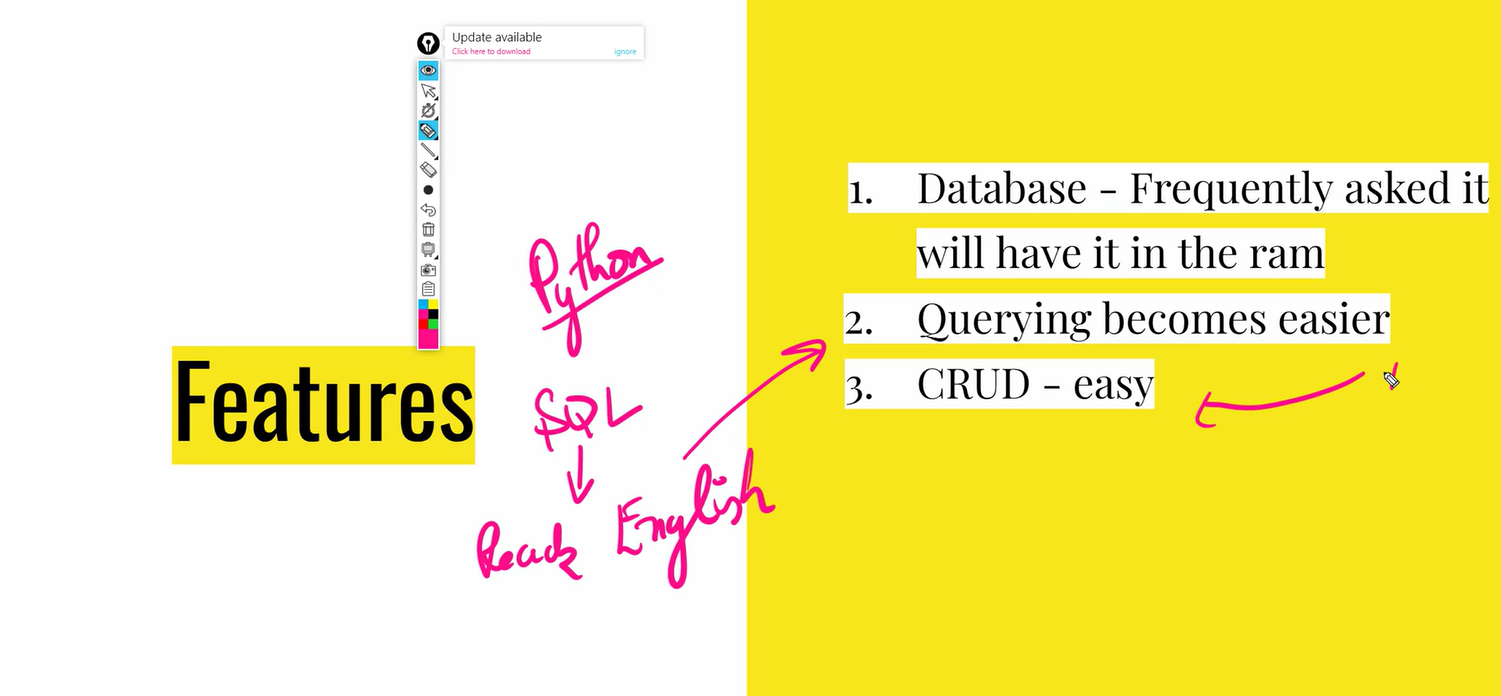 Update available
Click here to download ignore
Python
SQL
Read English
Features
1. Database - Frequently asked it
will have it in the ram
2. Querying becomes easier
3. CRUD - easy